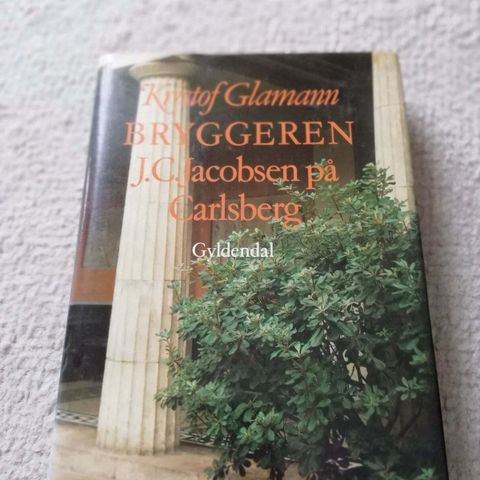 Kristof Glamann
BRYGGEREN
J.C. Jacobsen på
Carlsberg
Gyldendal